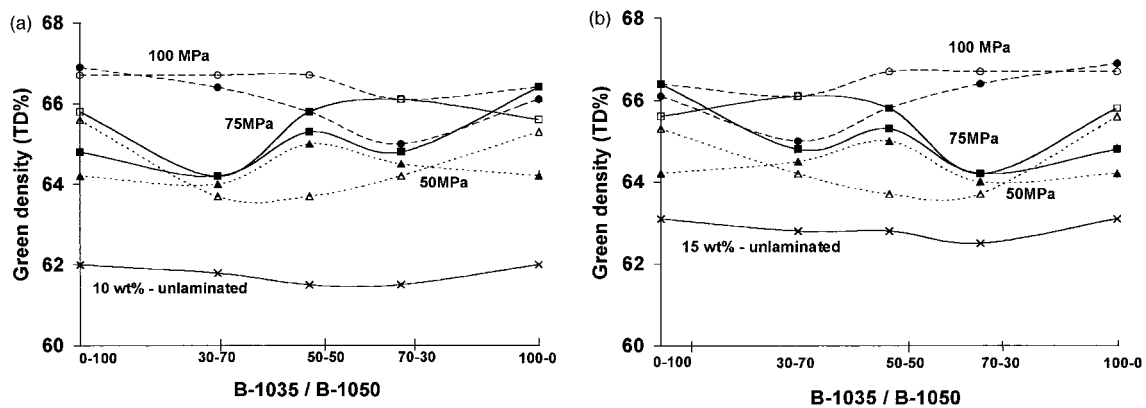 (a)
68
66
64
62
60
Green density (TD%)
100 MPa
75MPa
50MPa
10 wt% - unlaminated
0-100 30-70 50-50 70-30 100-0
B-1035 / B-1050
(b)
68
66
64
62
60
Green density (TD%)
100 MPa
75MPa
50MPa
15 wt% - unlaminated
0-100 30-70 50-50 70-30 100-0
B-1035 / B-1050